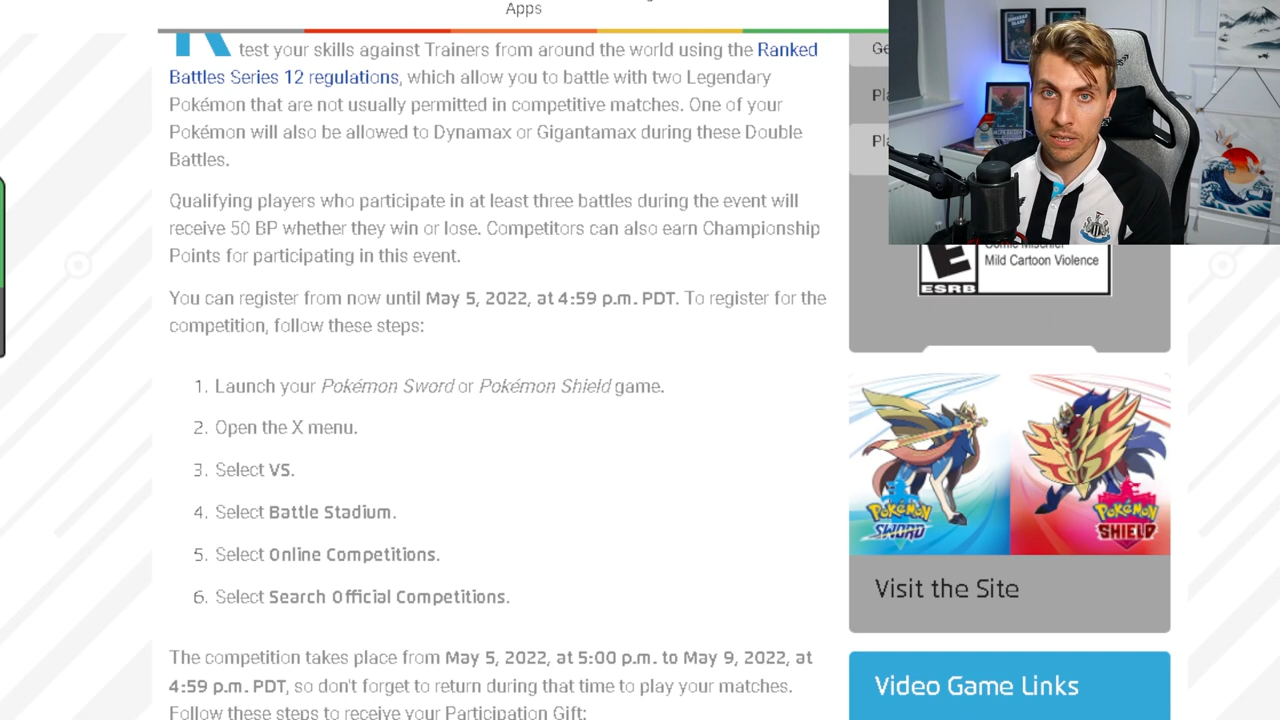 Apps
test your skills against Trainers from around the world using the Ranked
Battles Series 12 regulations, which allow you to battle with two Legendary
Pokémon that are not usually permitted in competitive matches. One of your
Pokémon will also be allowed to Dynamax or Gigantamax during these Double
Battles.
Qualifying players who participate in at least three battles during the event will
receive 50 BP whether they win or lose. Competitors can also earn Championship
Points for participating in this event.
You can register from now until May 5, 2022, at 4:59 p.m. PDT. To register for the
competition, follow these steps:
1. Launch your Pokémon Sword or Pokémon Shield game.
2. Open the X menu.
3. Select VS.
4. Select Battle Stadium.
5. Select Online Competitions.
6. Select Search Official Competitions.
The competition takes place from May 5, 2022, at 5:00 p.m. to May 9, 2022, at
4:59 p.m. PDT, so don't forget to return during that time to play your matches.
Follow these steps to receive your Participation Gift:
Ge
Pla
Pla
E
ESRB
Comic Mischief
Mild Cartoon Violence
Pokémon
SWORD
Pokémon
SHIELD
Visit the Site
Video Game Links